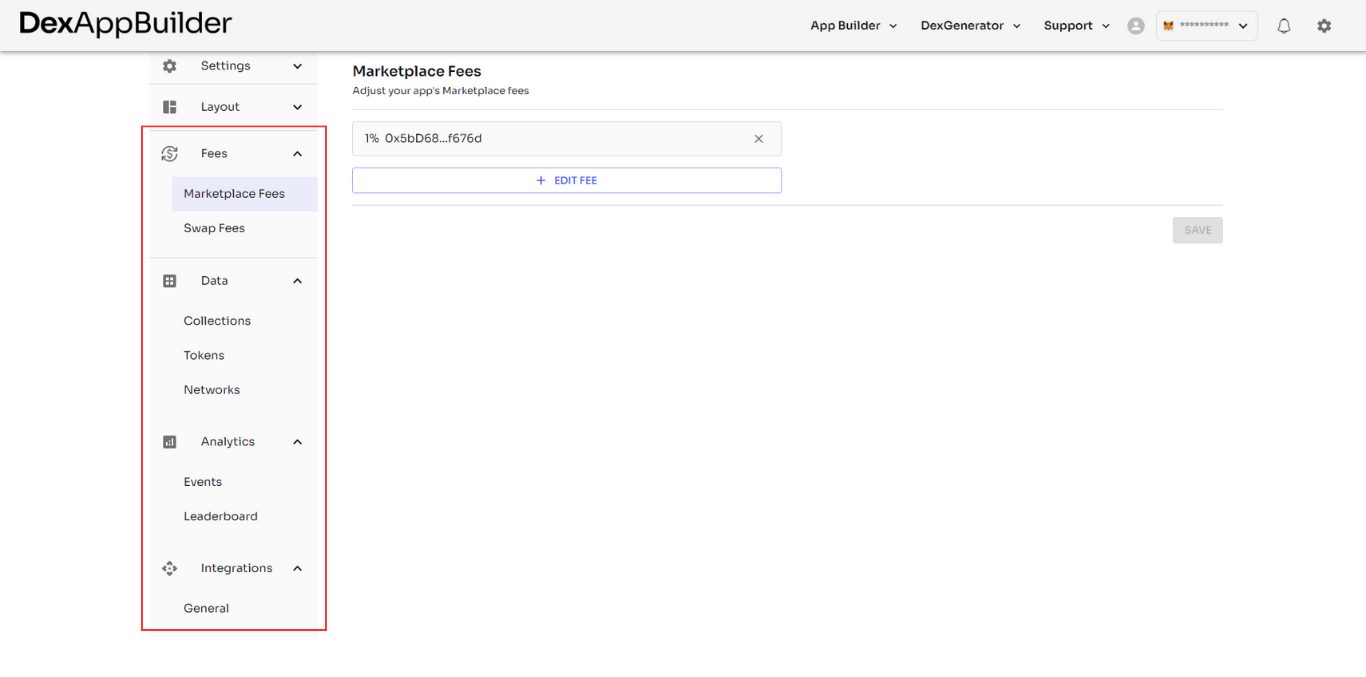 DexAppBuilder
App Builder
DexGenerator
Support
**********
Settings
Layout
Fees
Marketplace Fees
Swap Fees
Data
Collections
Tokens
Networks
Analytics
Events
Leaderboard
Integrations
General
Marketplace Fees
Adjust your app's Marketplace fees
1% 0x5bD68...f676d
+ EDIT FEE
SAVE